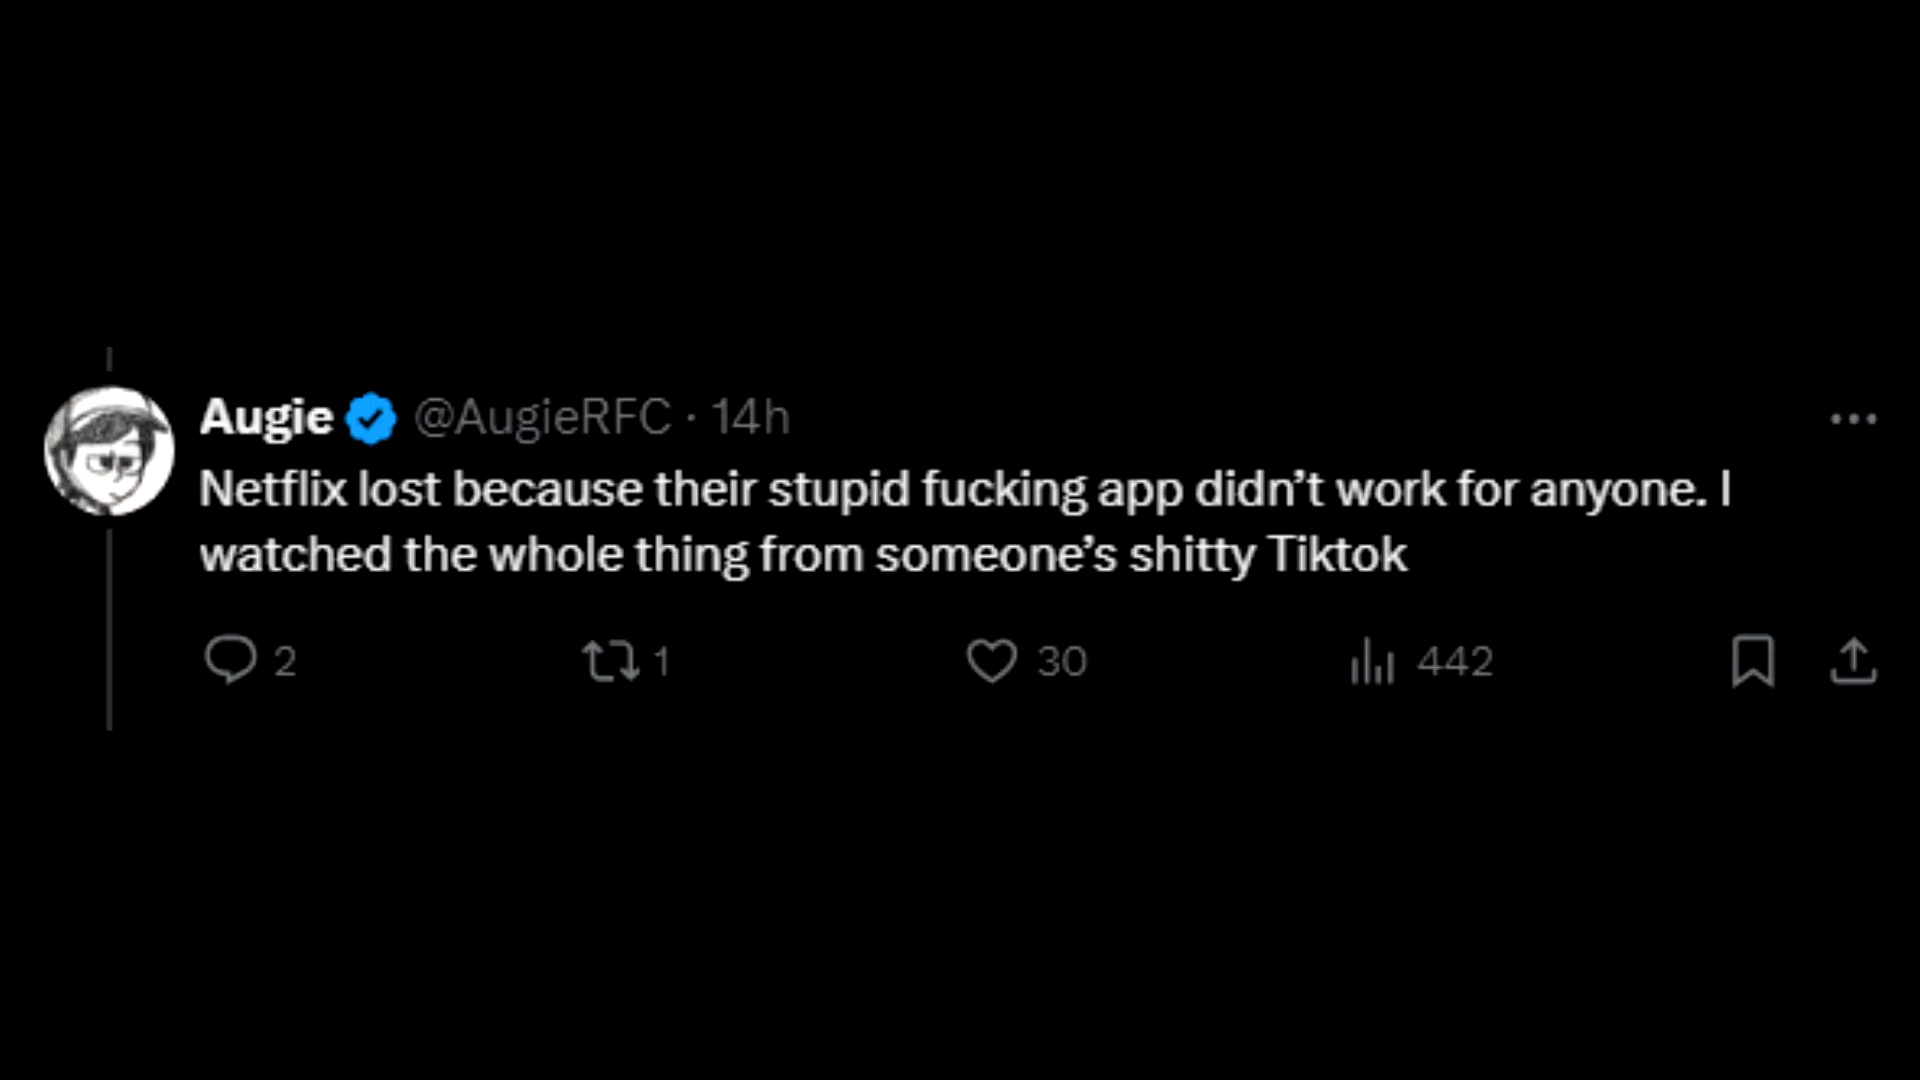 Augie @AugieRFC · 14h
Netflix lost because their stupid fucking app didn’t work for anyone. I
watched the whole thing from someone’s shitty Tiktok
2 1 30 442